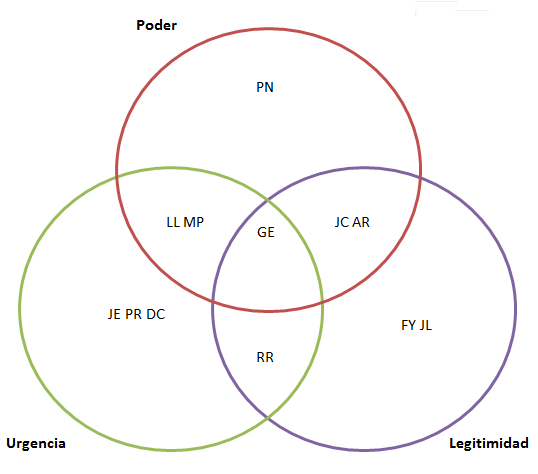 Poder
PN
LL MP
GE
JC AR
JE PR DC
FY JL
RR
Urgencia
Legitimidad